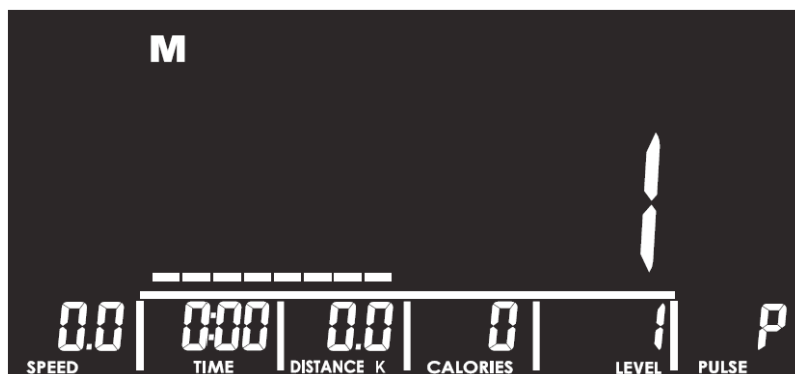 M
1
0.0 0:00 0.0 0 1 P
SPEED TIME DISTANCE K CALORIES LEVEL PULSE